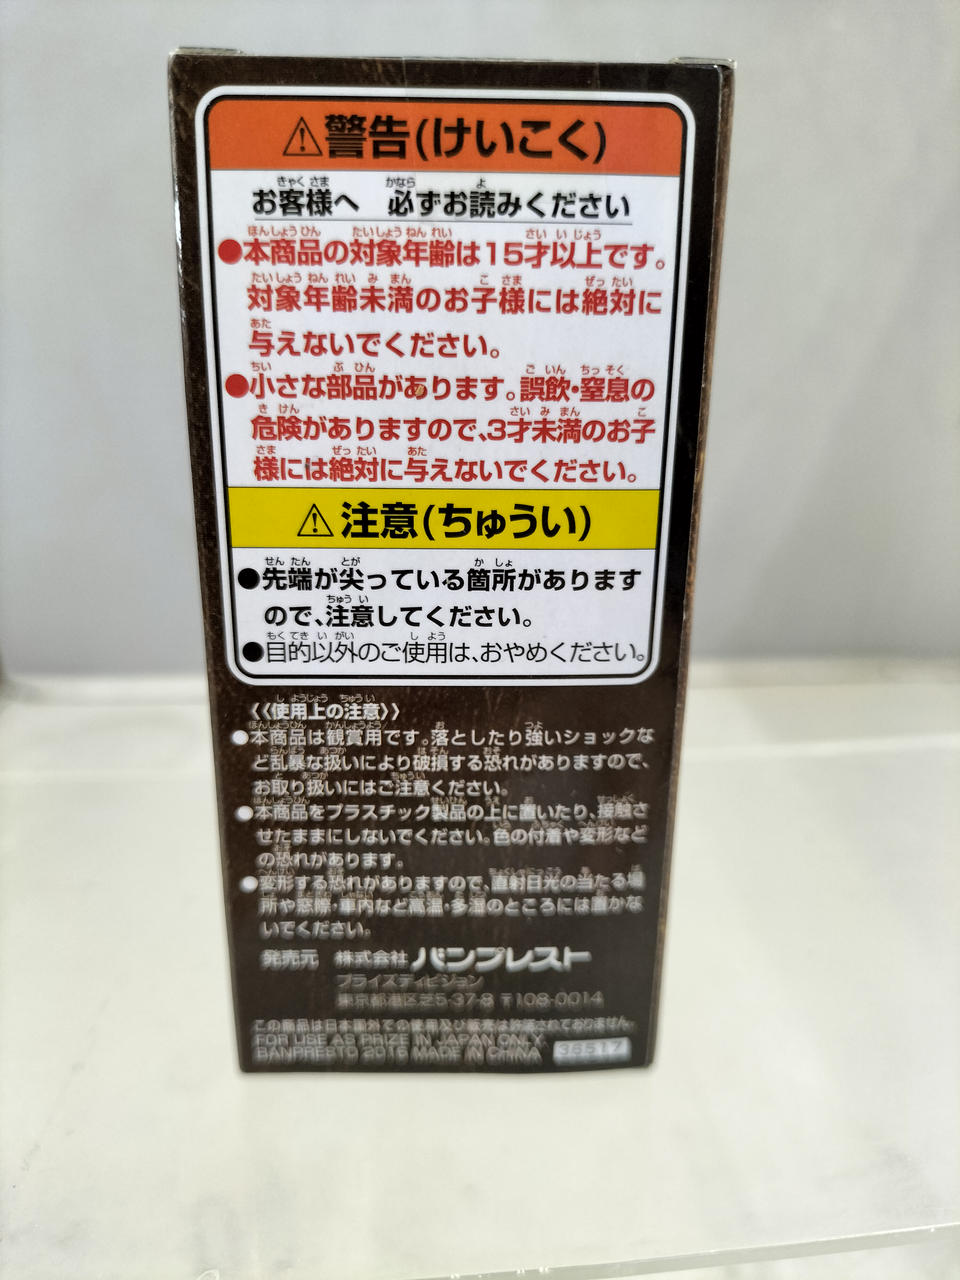 ⚠警告(けいこく)
お客様へ 必ずお読みください
●本商品の対象年齢は15才以上です。
対象年齢未満のお子様には絶対に
与えないでください。
●小さな部品があります。誤飲・窒息の
危険がありますので、3才未満のお子
様には絶対に与えないでください。
⚠注意(ちゅうい)
●先端が尖っている箇所があります
ので、注意してください。
●目的以外のご使用は、おやめください。
《使用上の注意》
●本商品は観賞用です。落としたり強いショックな
ど乱暴な扱いにより破損する恐れがありますので、
お取り扱いにはご注意ください。
●本商品をプラスチック製品の上に置いたり、接触さ
せたままにしないでください。色の付着や変形など
の恐れがあります。
●変形する恐れがありますので、直射日光の当たる場
所や窓際・車内など高温・多湿のところには置かな
いでください。
発売元 株式会社バンプレスト
プライズディビジョン
東京都港区芝5-37-8 〒108-0014
この商品は日本国外での使用及び販売は許諾されておりません。
FOR USE AS PRIZE IN JAPAN ONLY.
BANPRESTO 2016 MADE IN CHINA 36517